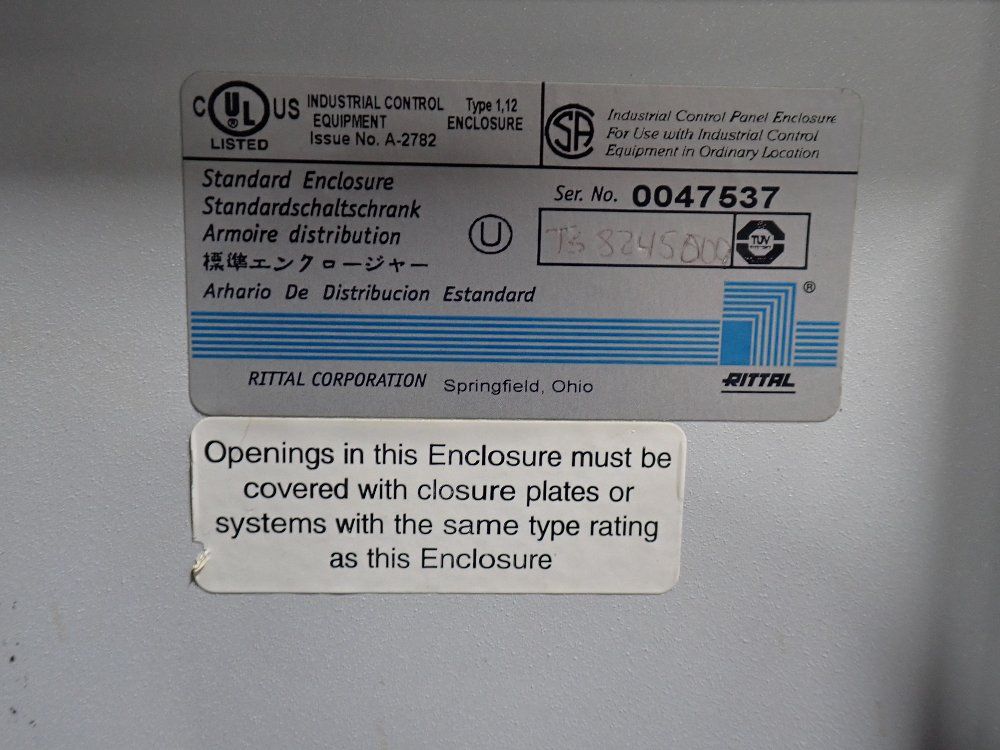 C UL ® US
LISTED
INDUSTRIAL CONTROL Type 1,12
EQUIPMENT ENCLOSURE
Issue No. A-2782
SA
Industrial Control Panel Enclosure
For Use with Industrial Control
Equipment in Ordinary Location
Standard Enclosure
Standardschaltschrank
Armoire distribution
標準エンクロージャー
Arhario De Distribucion Estandard
U
Ser. No. 0047537
TÜV
®
RITTAL
RITTAL CORPORATION Springfield, Ohio
Openings in this Enclosure must be
covered with closure plates or
systems with the same type rating
as this Enclosure